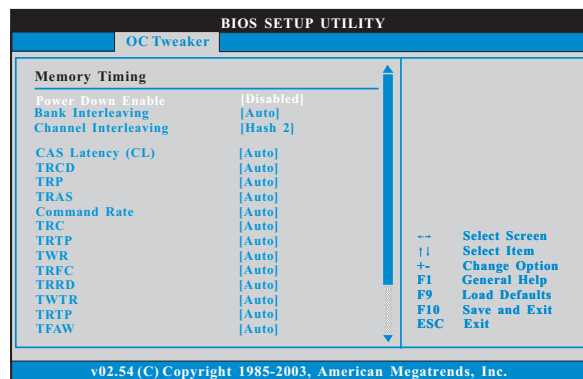 BIOS SETUP UTILITY
OC Tweaker
Memory Timing
Power Down Enable [Disabled]
Bank Interleaving [Auto]
Channel Interleaving [Hash 2]
CAS Latency (CL) [Auto]
TRCD [Auto]
TRP [Auto]
TRAS [Auto]
Command Rate [Auto]
TRC [Auto]
TRTP [Auto]
TWR [Auto]
TRFC [Auto]
TRRD [Auto]
TWTR [Auto]
TRTP [Auto]
TFAW [Auto]
←→ Select Screen
↑↓ Select Item
+- Change Option
F1 General Help
F9 Load Defaults
F10 Save and Exit
ESC Exit
v02.54 (C) Copyright 1985-2003, American Megatrends, Inc.